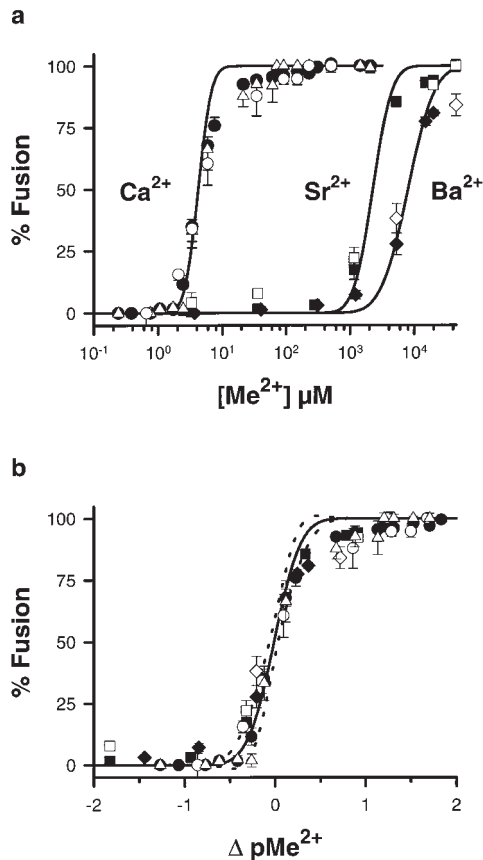 a
100
75
50
25
0
% Fusion
Ca²⁺ Sr²⁺ Ba²⁺
10⁻¹ 10⁰ 10¹ 10² 10³ 10⁴
[Me²⁺] µM
b
100
75
50
25
0
% Fusion
-2 -1 0 1 2
Δ pMe²⁺